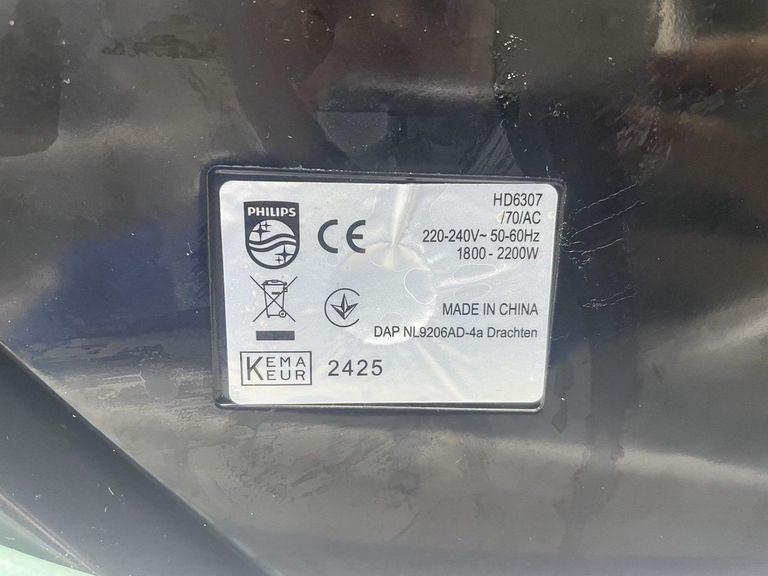 PHILIPS
CE
HD6307
/70/AC
220-240V~ 50-60Hz
1800 - 2200W
MADE IN CHINA
DAP NL9206AD-4a Drachten
KEMA
KEUR
2425